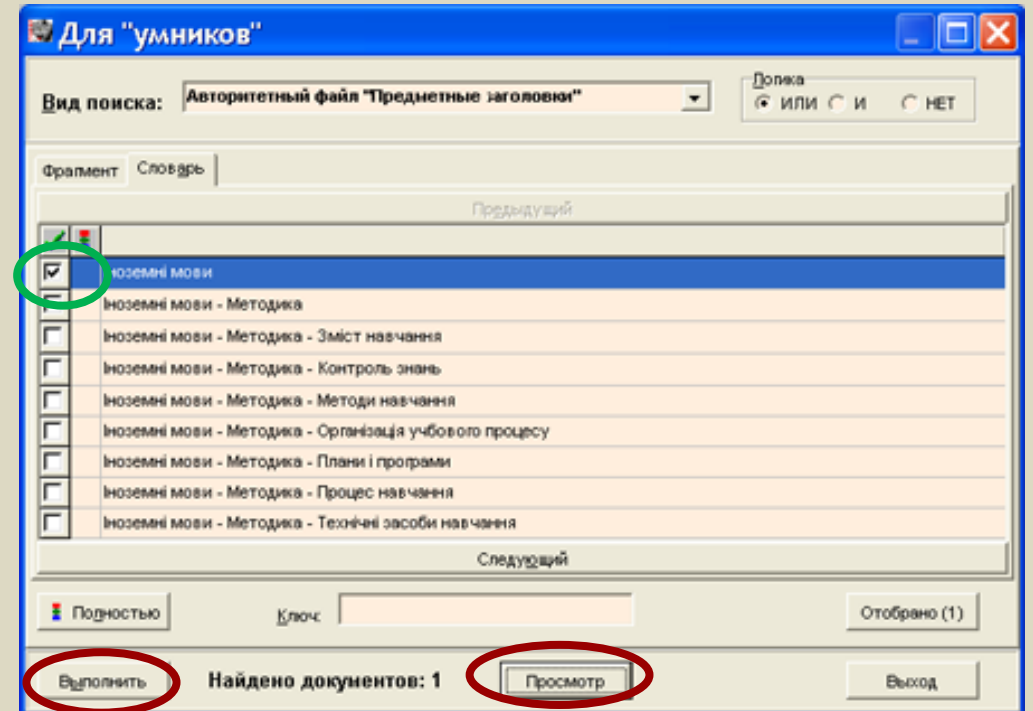 Для "умников"
Вид поиска: Авторитетный файл "Предметные заголовки"
Логика
ИЛИ И НЕТ
Фрагмент Словарь
Предыдущий
Іноземні мови
Іноземні мови - Методика
Іноземні мови - Методика - Зміст навчання
Іноземні мови - Методика - Контроль знань
Іноземні мови - Методика - Методи навчання
Іноземні мови - Методика - Організація учбового процесу
Іноземні мови - Методика - Плани і програми
Іноземні мови - Методика - Процес навчання
Іноземні мови - Методика - Технічні засоби навчання
Следующий
Полностью Ключ: Отобрано (1)
Выполнить Найдено документов: 1 Просмотр Выход